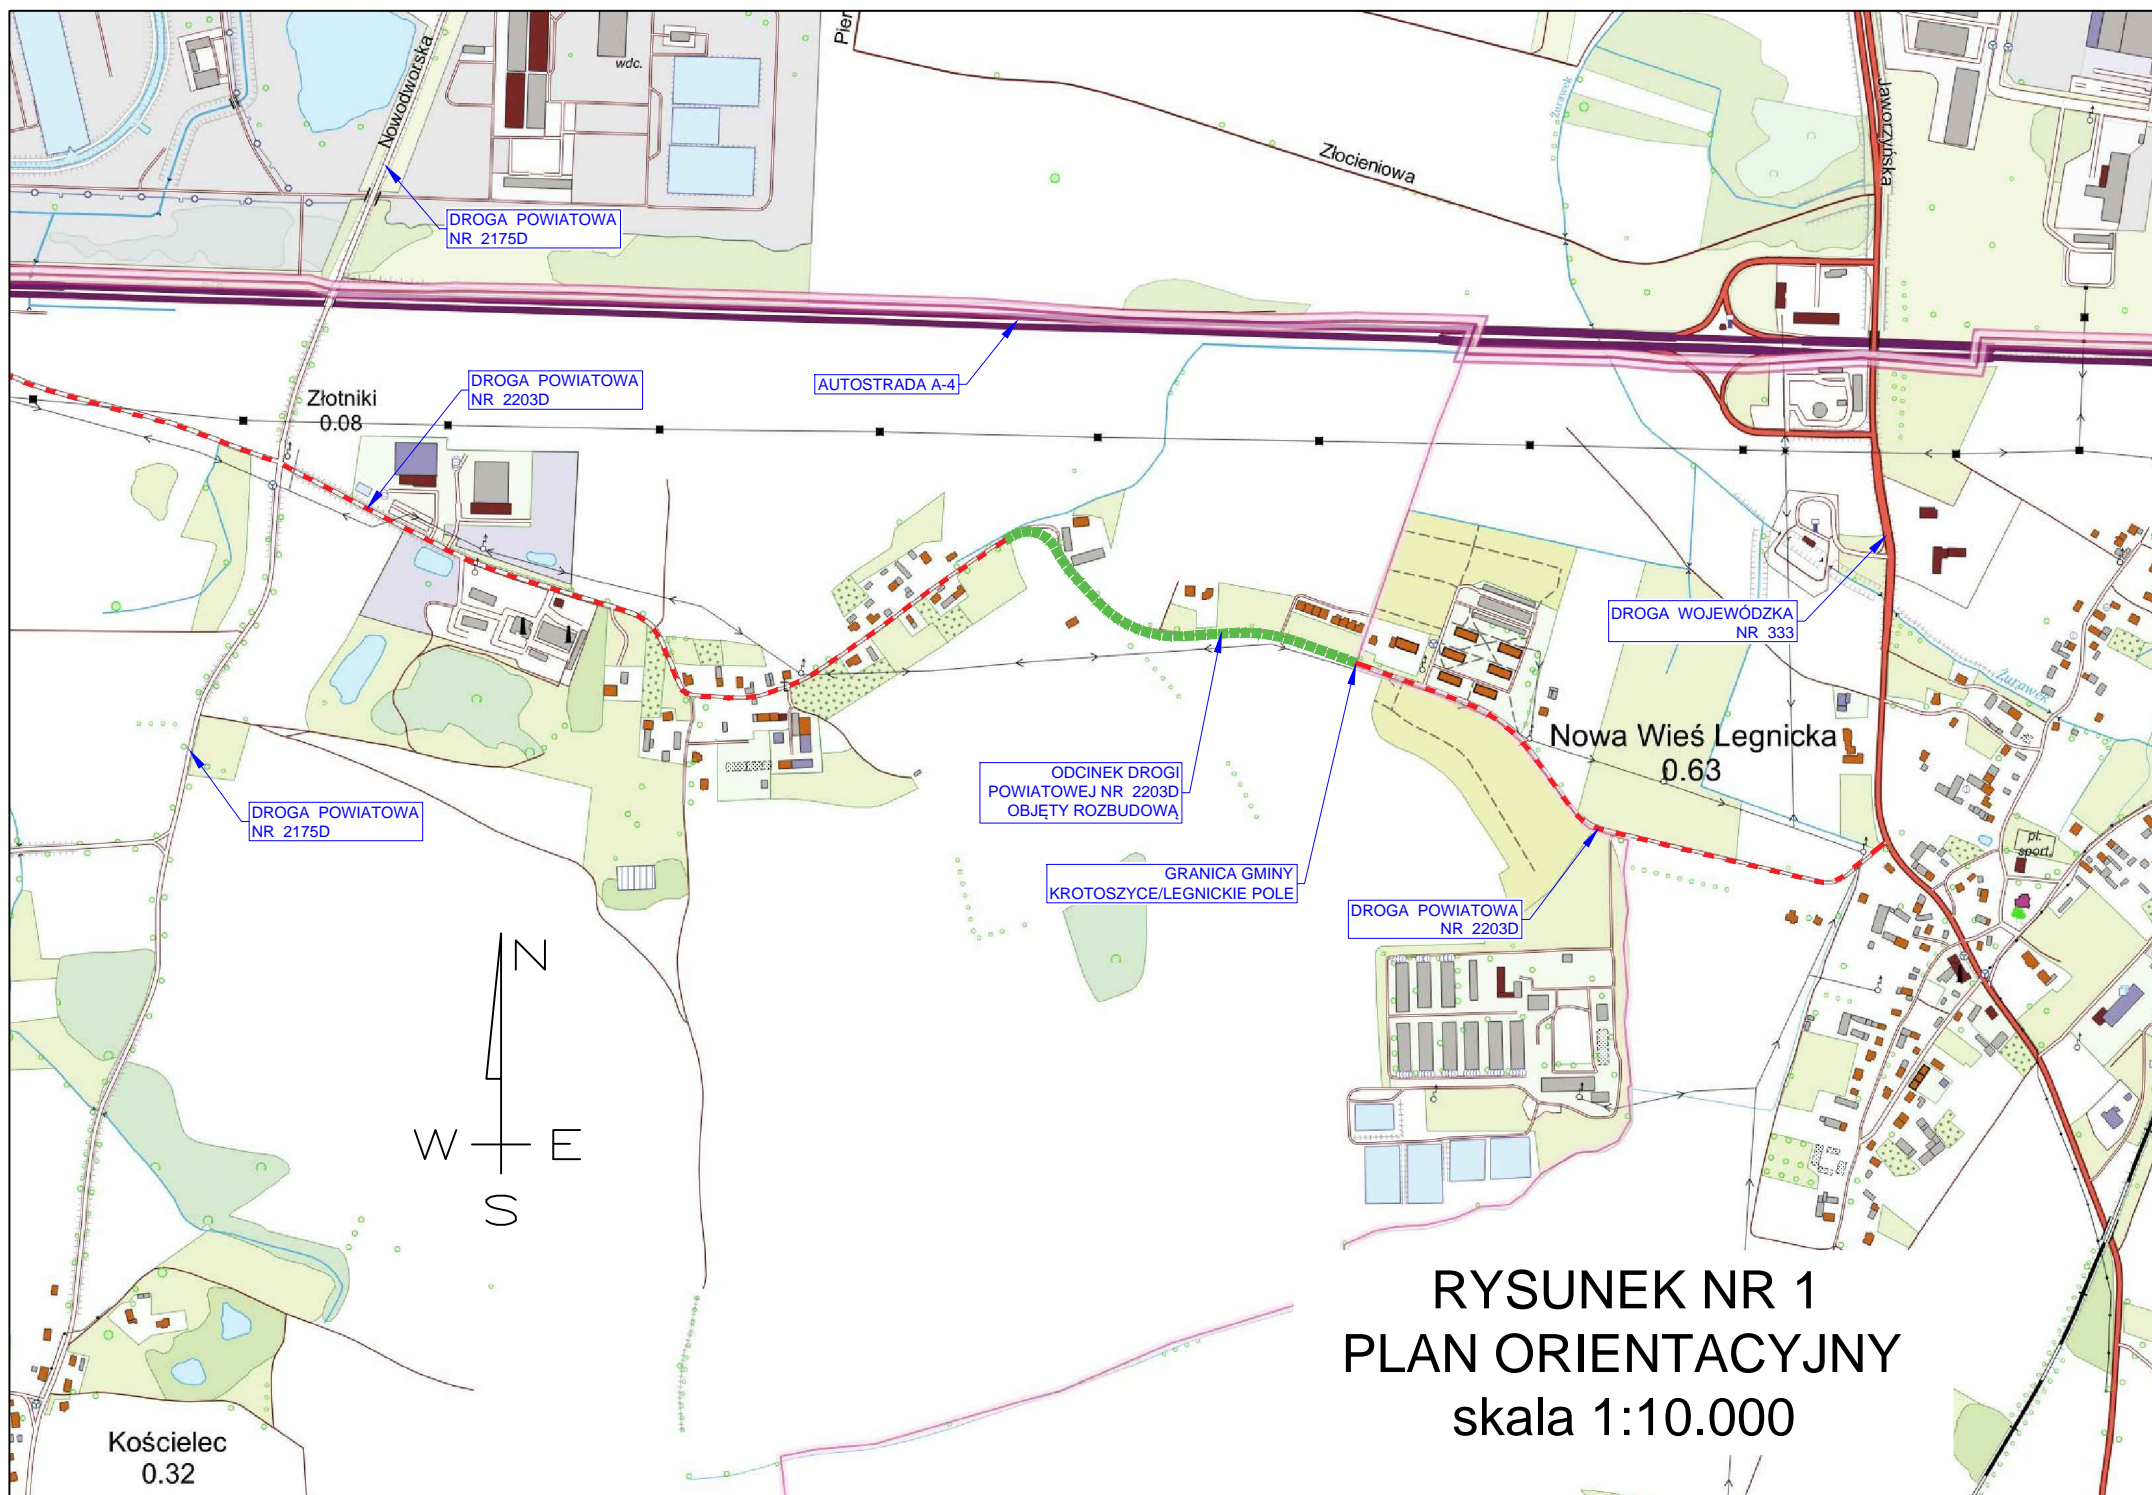 Nowodworska
wdc.
Pier
Jaworzyńska
Żurawek
Złocieniowa
DROGA POWIATOWA
NR 2175D
DROGA POWIATOWA
NR 2203D
AUTOSTRADA A-4
Złotniki
0.08
DROGA WOJEWÓDZKA
NR 333
Żurawek
Nowa Wieś Legnicka
0.63
ODCINEK DROGI
POWIATOWEJ NR 2203D
OBJĘTY ROZBUDOWĄ
DROGA POWIATOWA
NR 2175D
pl.
sport.
GRANICA GMINY
KROTOSZYCE/LEGNICKIE POLE
DROGA POWIATOWA
NR 2203D
N
W E
S
RYSUNEK NR 1
PLAN ORIENTACYJNY
skala 1:10.000
Kościelec
0.32